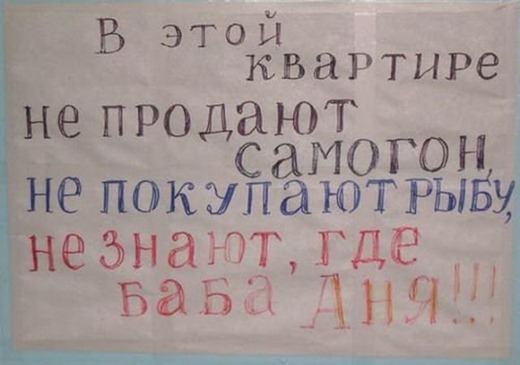 В этой
квартире
не продают
самогон,
не покупают рыбу,
не знают, где
баба Аня!!!